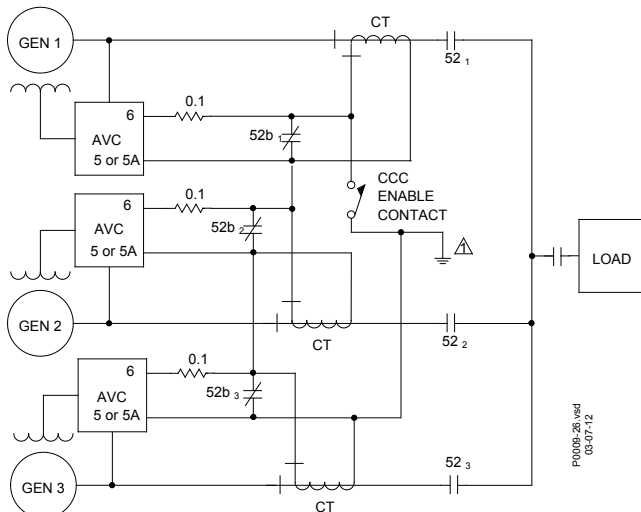 GEN 1
CT
52 1
6
AVC
5 or 5A
0.1
52b 1
CCC
ENABLE
CONTACT
1
LOAD
6
AVC
5 or 5A
0.1
52b 2
GEN 2
CT
52 2
6
AVC
5 or 5A
0.1
52b 3
GEN 3
CT
52 3
P0009-26.vsd
03-07-12